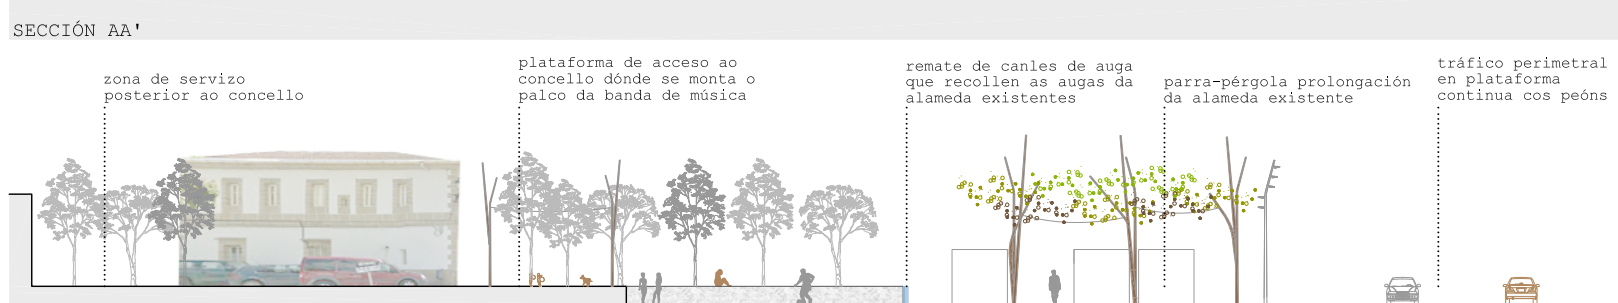 SECCIÓN AA'
zona de servizo
posterior ao concello
plataforma de acceso ao
concello dónde se monta o
palco da banda de música
remate de canles de auga
que recollen as augas da
alameda existentes
parra-pérgola prolongación
da alameda existente
tráfico perimetral
en plataforma
continua cos peóns